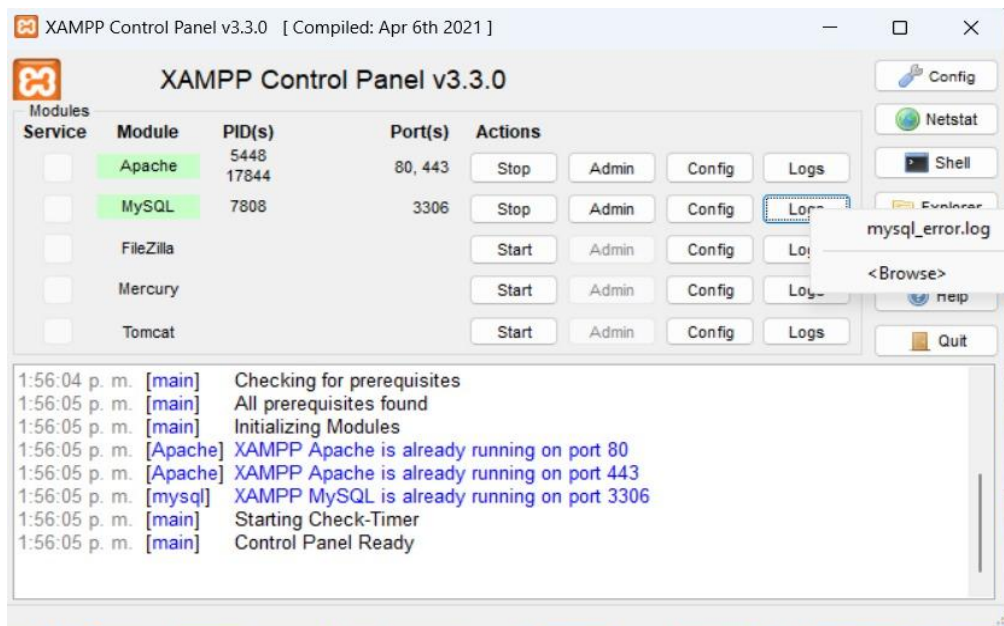 XAMPP Control Panel v3.3.0 [ Compiled: Apr 6th 2021 ]
XAMPP Control Panel v3.3.0
Config
Modules
Service Module PID(s) Port(s) Actions
Netstat
Apache 5448 17844 80, 443 Stop Admin Config Logs
Shell
MySQL 7808 3306 Stop Admin Config Logs
Explorer
mysql_error.log
FileZilla Start Admin Config
<Browse>
Mercury Start Admin Config Logs
Help
Tomcat Start Admin Config Logs
Quit
1:56:04 p. m. [main] Checking for prerequisites
1:56:05 p. m. [main] All prerequisites found
1:56:05 p. m. [main] Initializing Modules
1:56:05 p. m. [Apache] XAMPP Apache is already running on port 80
1:56:05 p. m. [Apache] XAMPP Apache is already running on port 443
1:56:05 p. m. [mysql] XAMPP MySQL is already running on port 3306
1:56:05 p. m. [main] Starting Check-Timer
1:56:05 p. m. [main] Control Panel Ready